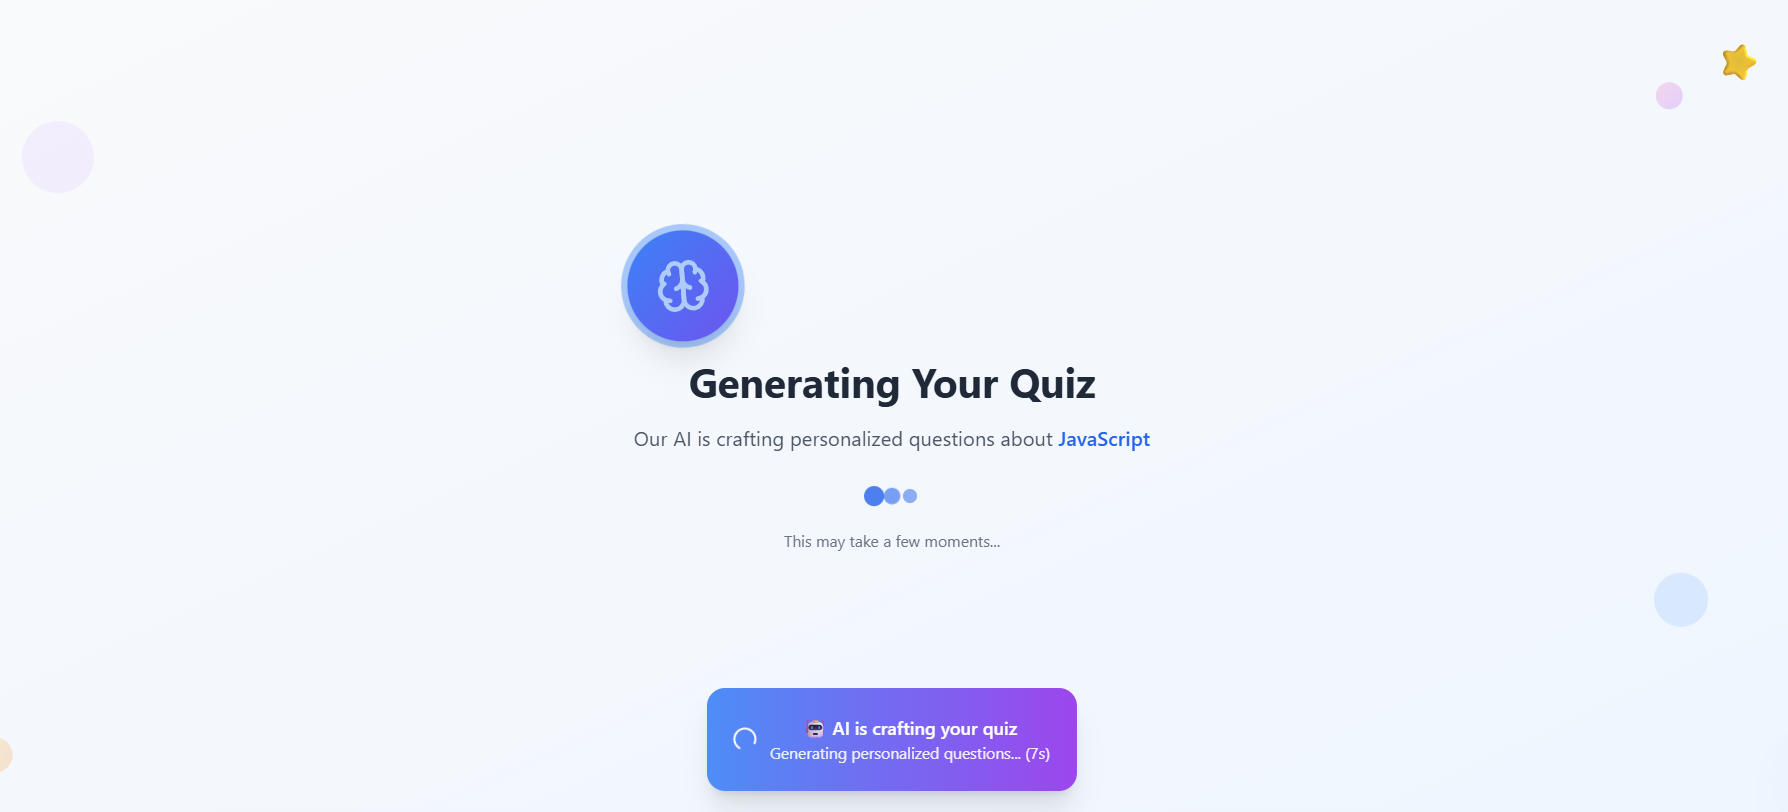 Generating Your Quiz
Our AI is crafting personalized questions about JavaScript
This may take a few moments...
🤖 AI is crafting your quiz
Generating personalized questions... (7s)